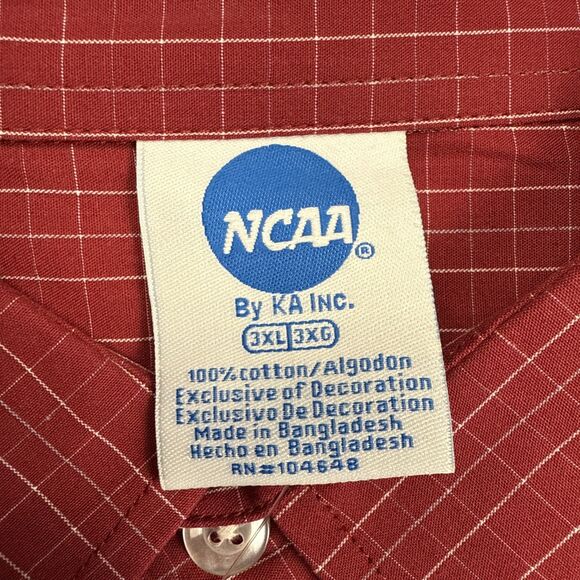 NCAA®
By KA INC.
3XL 3XG
100% cotton/Algodon
Exclusive of Decoration
Exclusivo De Decoration
Made in Bangladesh
Hecho en Bangladesh
RN#104648